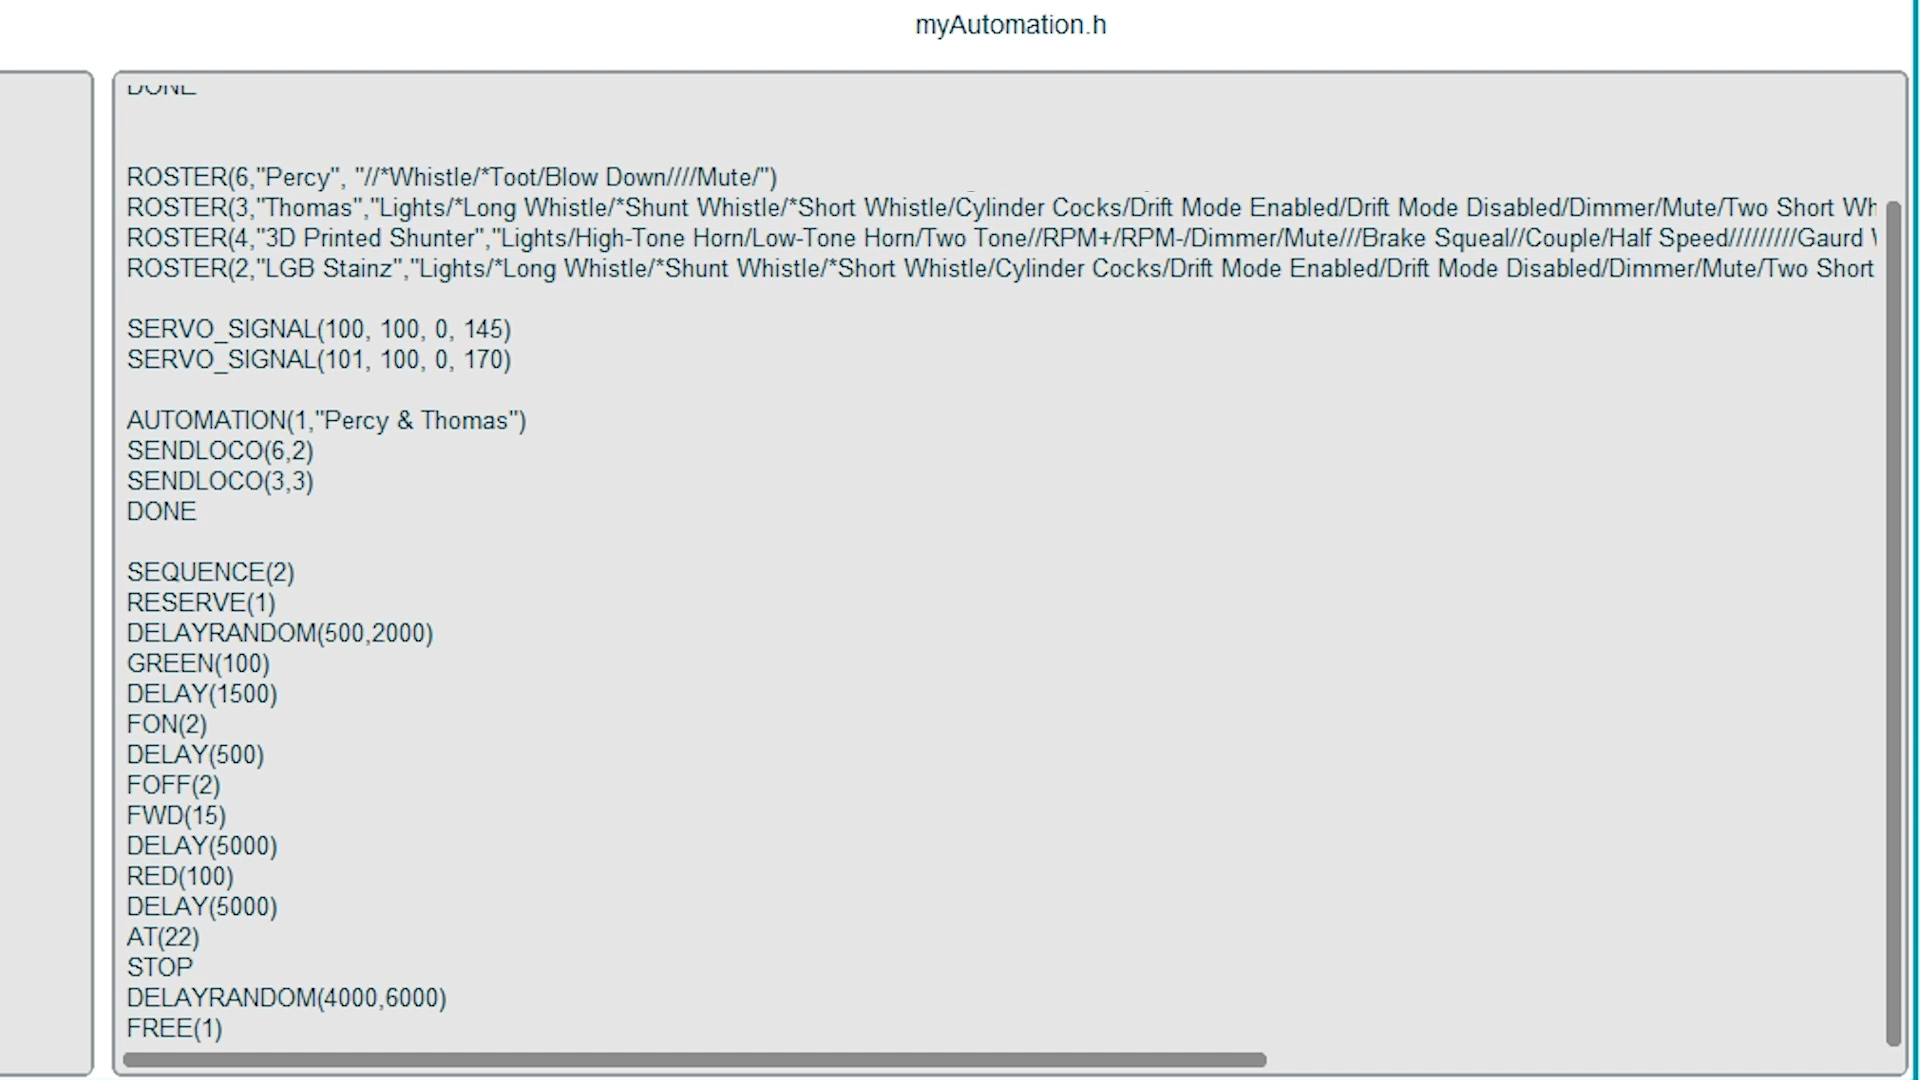 myAutomation.h
DONE
ROSTER(6,"Percy", "//*Whistle/*Toot/Blow Down////Mute/")
ROSTER(3,"Thomas","Lights/*Long Whistle/*Shunt Whistle/*Short Whistle/Cylinder Cocks/Drift Mode Enabled/Drift Mode Disabled/Dimmer/Mute/Two Short Wh
ROSTER(4,"3D Printed Shunter","Lights/High-Tone Horn/Low-Tone Horn/Two Tone//RPM+/RPM-/Dimmer/Mute///Brake Squeal//Couple/Half Speed/////////Gaurd
ROSTER(2,"LGB Stainz","Lights/*Long Whistle/*Shunt Whistle/*Short Whistle/Cylinder Cocks/Drift Mode Enabled/Drift Mode Disabled/Dimmer/Mute/Two Short
SERVO_SIGNAL(100, 100, 0, 145)
SERVO_SIGNAL(101, 100, 0, 170)
AUTOMATION(1,"Percy & Thomas")
SENDLOCO(6,2)
SENDLOCO(3,3)
DONE
SEQUENCE(2)
RESERVE(1)
DELAYRANDOM(500,2000)
GREEN(100)
DELAY(1500)
FON(2)
DELAY(500)
FOFF(2)
FWD(15)
DELAY(5000)
RED(100)
DELAY(5000)
AT(22)
STOP
DELAYRANDOM(4000,6000)
FREE(1)